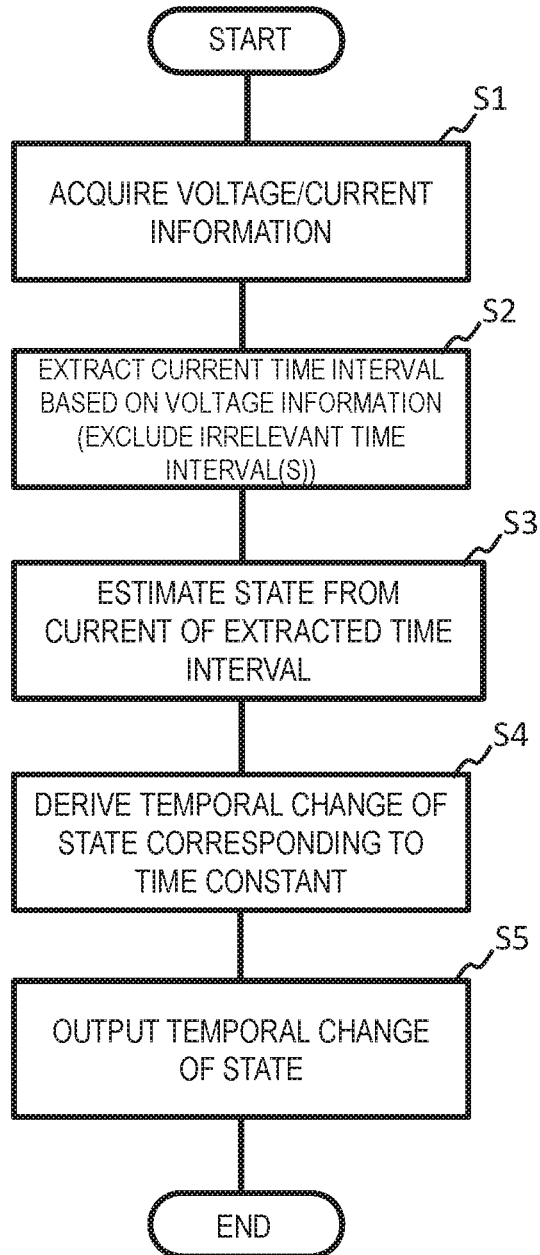 START
S1
ACQUIRE VOLTAGE/CURRENT
INFORMATION
S2
EXTRACT CURRENT TIME INTERVAL
BASED ON VOLTAGE INFORMATION
(EXCLUDE IRRELEVANT TIME
INTERVAL(S))
S3
ESTIMATE STATE FROM
CURRENT OF EXTRACTED TIME
INTERVAL
S4
DERIVE TEMPORAL CHANGE OF
STATE CORRESPONDING TO
TIME CONSTANT
S5
OUTPUT TEMPORAL CHANGE
OF STATE
END